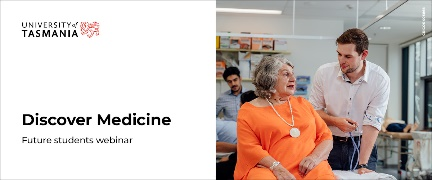 UNIVERSITY of
TASMANIA
Discover Medicine
Future students webinar